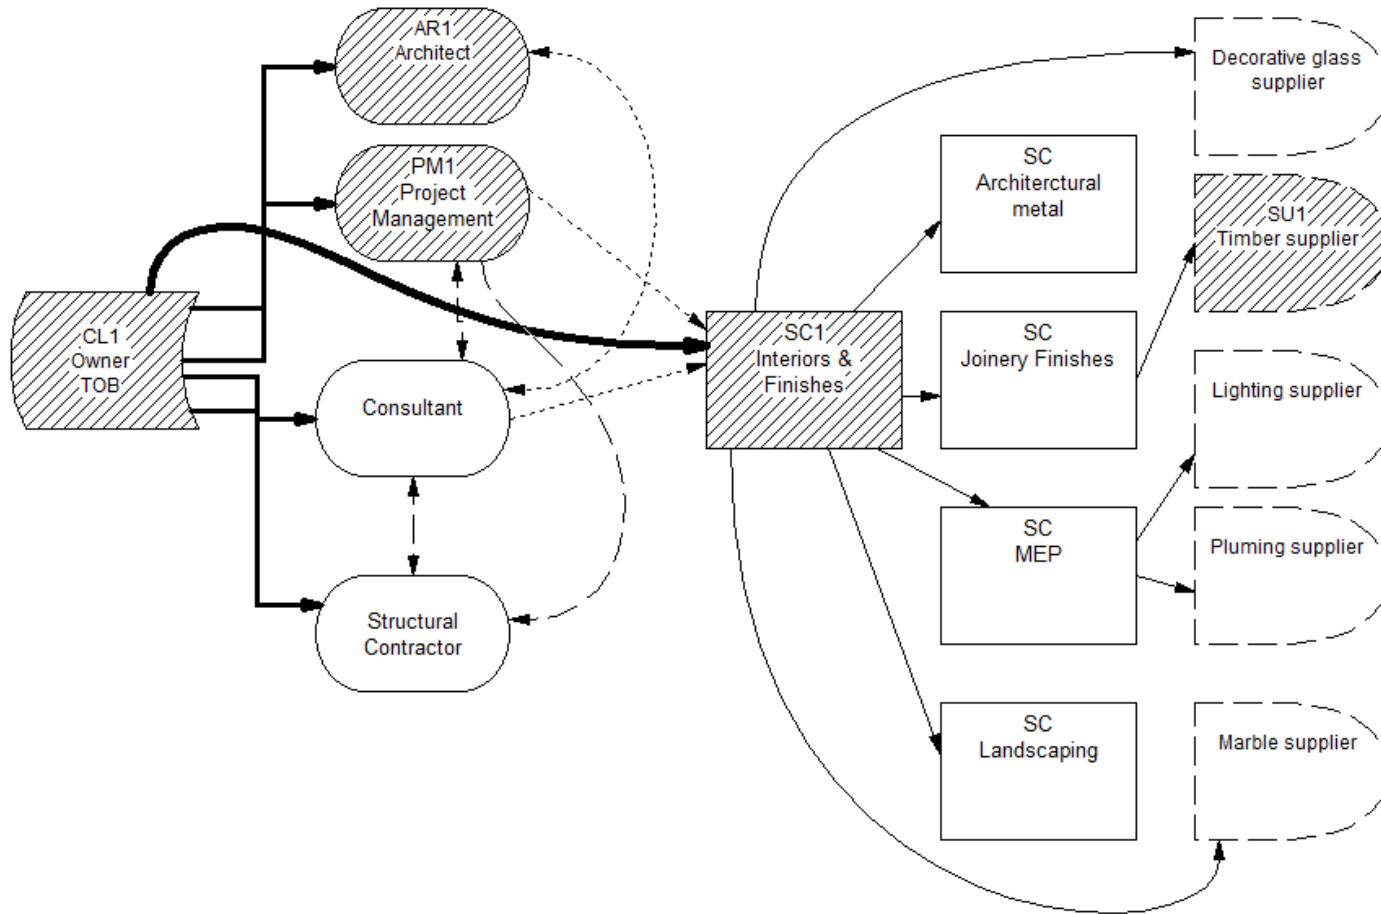 AR1
Architect
PM1
Project
Management
CL1
Owner
TOB
Consultant
Structural
Contractor
SC1
Interiors &
Finishes
SC
Architerctural
metal
SC
Joinery Finishes
SC
MEP
SC
Landscaping
Decorative glass
supplier
SU1
Timber supplier
Lighting supplier
Pluming supplier
Marble supplier